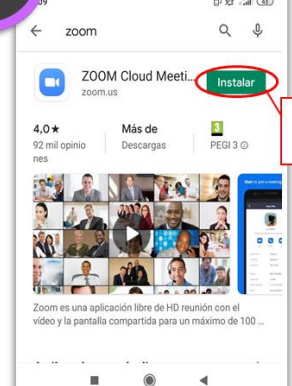 zoom
ZOOM Cloud Meeti...
zoom.us
Instalar
4,0★
92 mil opinio
nes
Más de
Descargas
3
PEGI 3
Zoom es una aplicación libre de HD reunión con el
vídeo y la pantalla compartida para un máximo de 100 ...